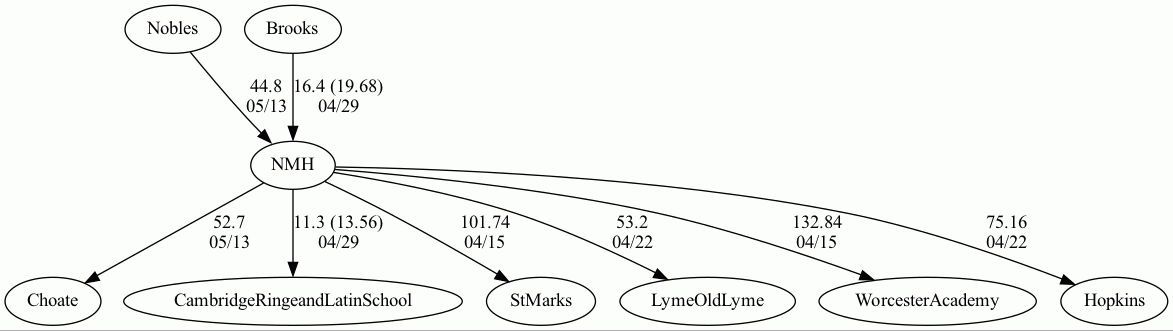 Nobles
Brooks
44.8
05/13
16.4 (19.68)
04/29
NMH
52.7
05/13
11.3 (13.56)
04/29
101.74
04/15
53.2
04/22
132.84
04/15
75.16
04/22
Choate
CambridgeRingeandLatinSchool
StMarks
LymeOldLyme
WorcesterAcademy
Hopkins